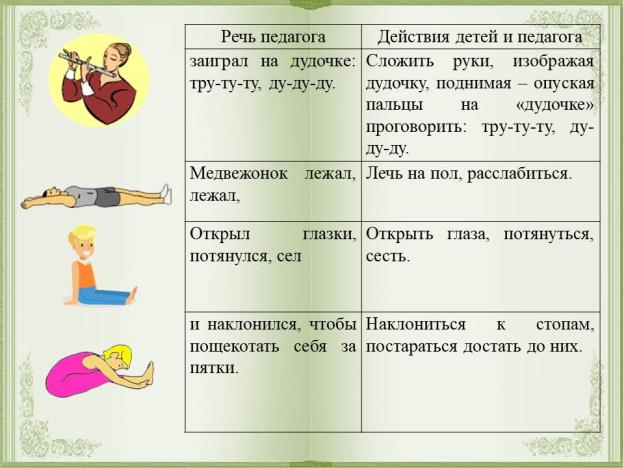 Речь педагога
Действия детей и педагога
заиграл на дудочке:
тру-ту-ту, ду-ду-ду.
Сложить руки, изображая
дудочку, поднимая – опуская
пальцы на «дудочке»
проговорить: тру-ту-ту, ду-
ду-ду.
Медвежонок лежал,
лежал,
Лечь на пол, расслабиться.
Открыл глазки,
потянулся, сел
Открыть глаза, потянуться,
сесть.
и наклонился, чтобы
пощекотать себя за
пятки.
Наклониться к стопам,
постараться достать до них.